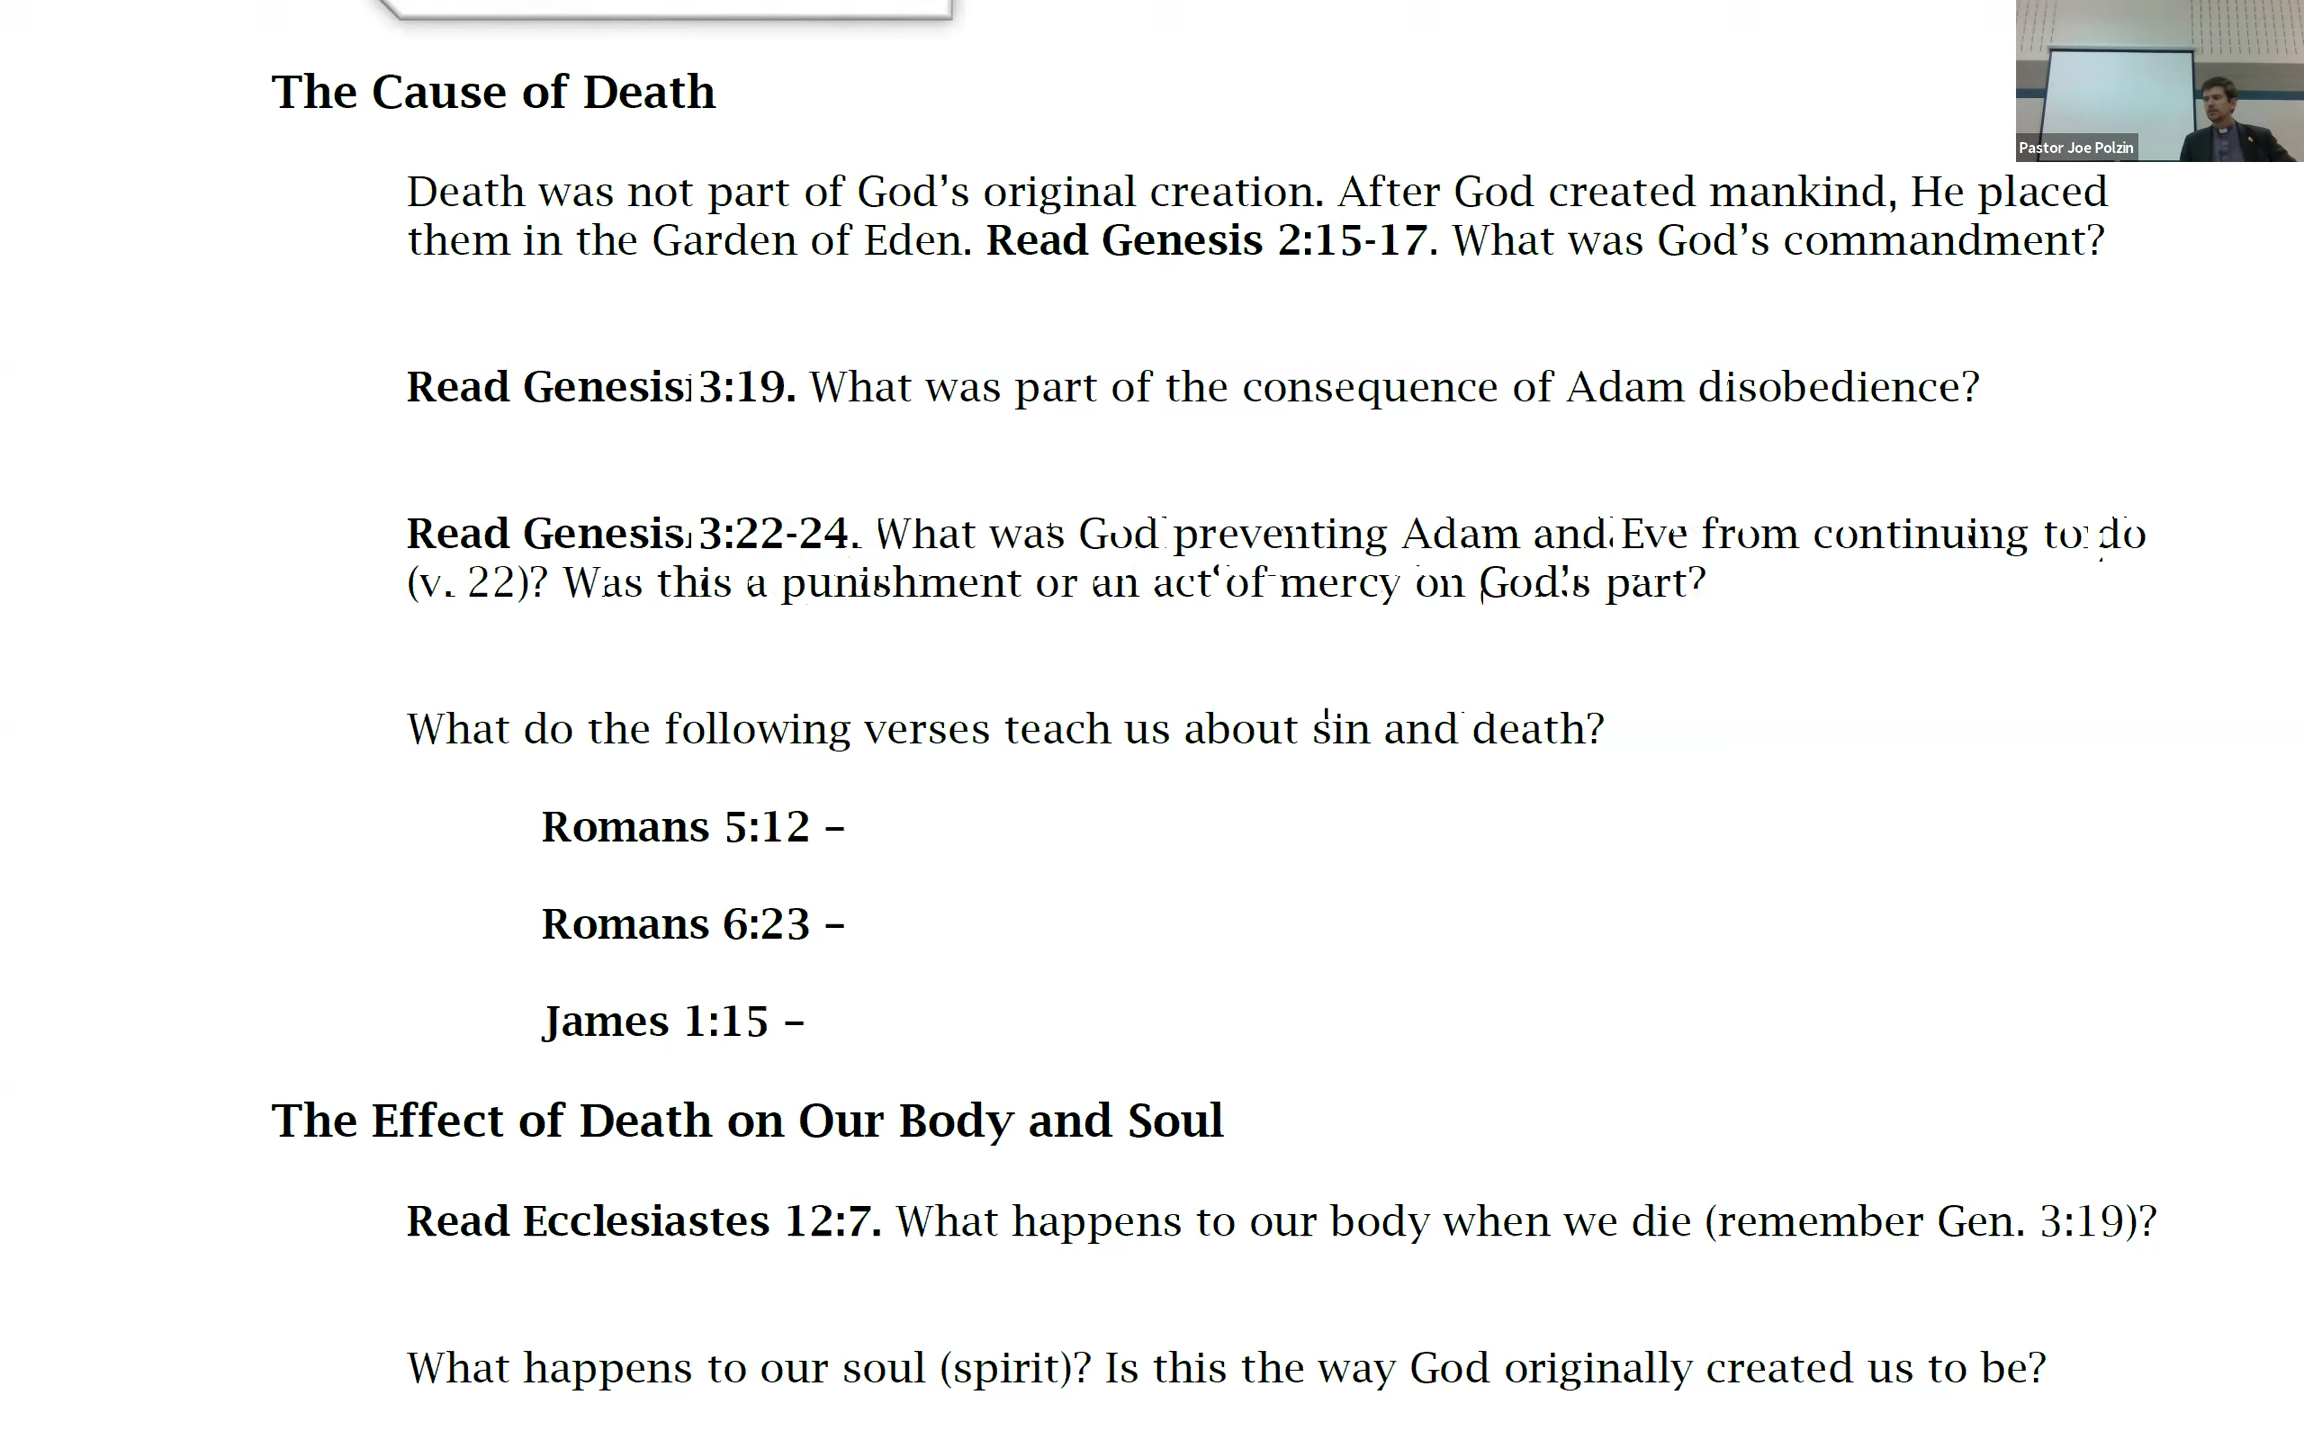 The Cause of Death
Pastor Joe Polzin
Death was not part of God’s original creation. After God created mankind, He placed
them in the Garden of Eden. Read Genesis 2:15-17. What was God’s commandment?
Read Genesis 3:19. What was part of the consequence of Adam disobedience?
Read Genesis 3:22-24. What was God preventing Adam and Eve from continuing to do
(v. 22)? Was this a punishment or an act of mercy on God’s part?
What do the following verses teach us about sin and death?
Romans 5:12 –
Romans 6:23 –
James 1:15 –
The Effect of Death on Our Body and Soul
Read Ecclesiastes 12:7. What happens to our body when we die (remember Gen. 3:19)?
What happens to our soul (spirit)? Is this the way God originally created us to be?